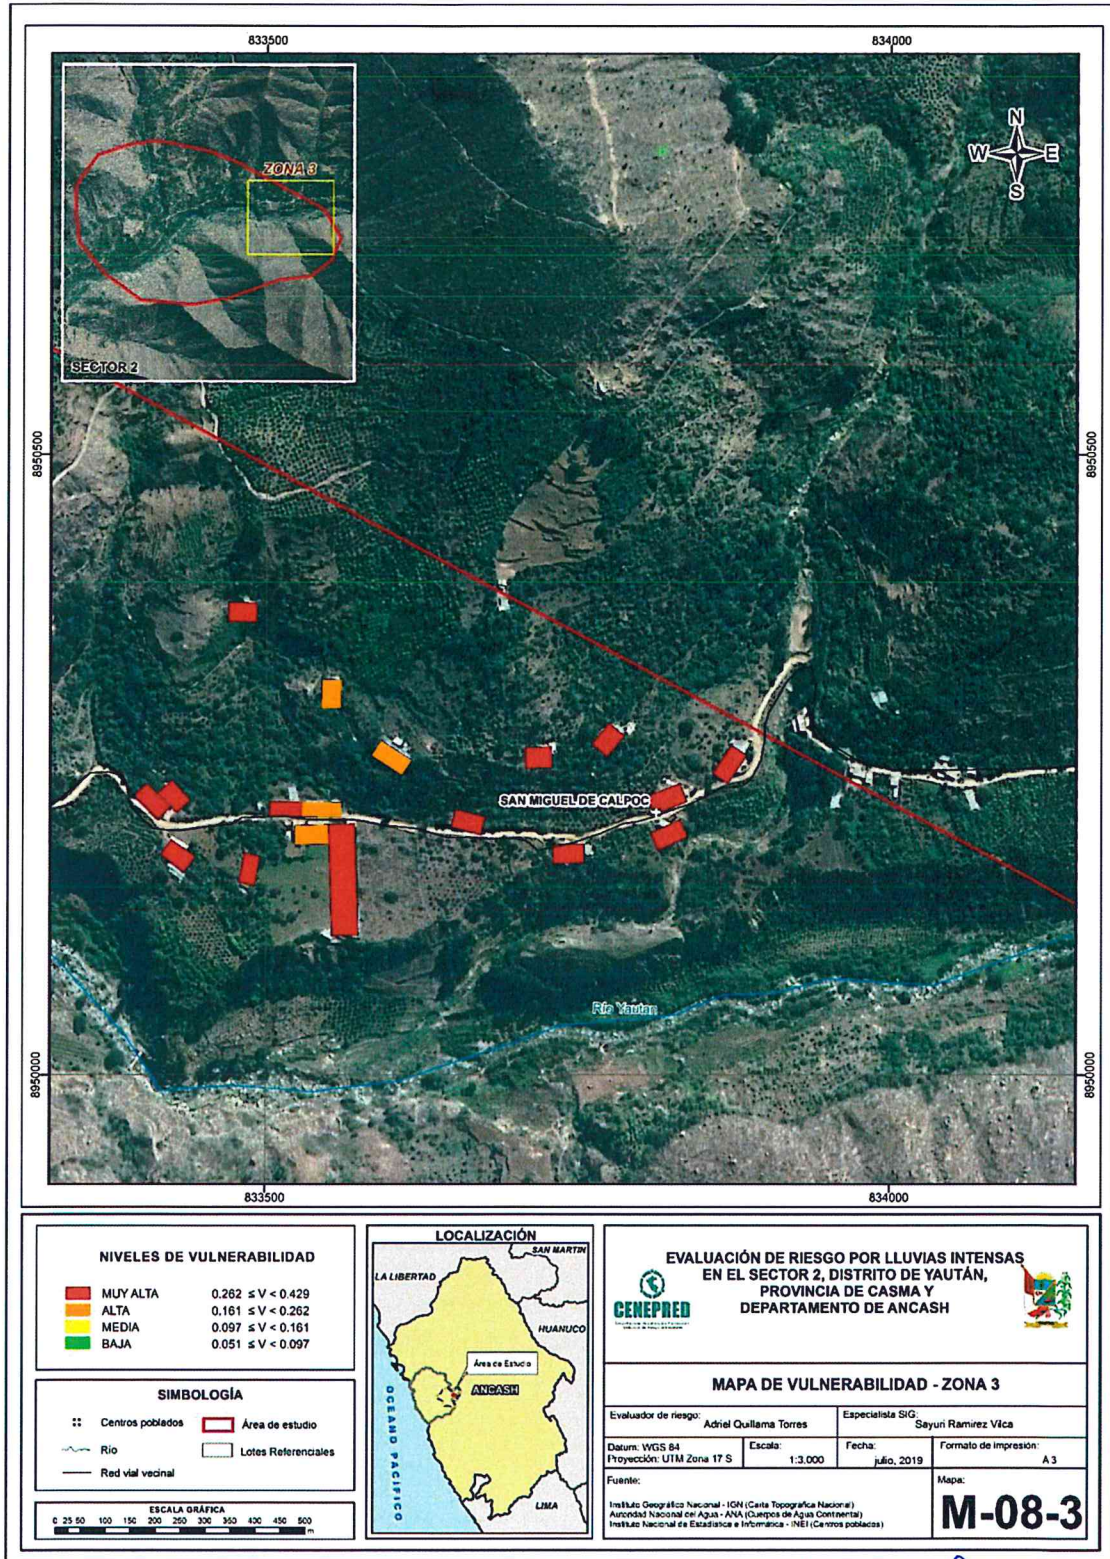 833500
834000
N
W E
S
ZONA 3
SECTOR 2
8950500
8950500
SAN MIGUEL DE CALPOC
Río Yautan
8950000
8950000
833500
834000
NIVELES DE VULNERABILIDAD
MUY ALTA 0.262 ≤ V < 0.429
ALTA 0.161 ≤ V < 0.262
MEDIA 0.097 ≤ V < 0.161
BAJA 0.051 ≤ V < 0.097
SIMBOLOGÍA
Centros poblados
Área de estudio
Río
Lotes Referenciales
Red vial vecinal
ESCALA GRÁFICA
0 25 50 100 150 200 250 300 350 400 450 500
m
LOCALIZACIÓN
SAN MARTIN
LA LIBERTAD
HUANUCO
Área de Estudio
ANCASH
OCEANO PACIFICO
LIMA
CENEPRED
EVALUACIÓN DE RIESGO POR LLUVIAS INTENSAS
EN EL SECTOR 2, DISTRITO DE YAUTÁN,
PROVINCIA DE CASMA Y
DEPARTAMENTO DE ANCASH
MAPA DE VULNERABILIDAD - ZONA 3
Evaluador de riesgo:
Adriel Quillama Torres
Especialista SIG:
Sayuri Ramirez Vilca
Datum: WGS 84
Proyección: UTM Zona 17 S
Escala:
1:3.000
Fecha:
julio, 2019
Formato de impresión:
A3
Fuente:
Instituto Geográfico Nacional - IGN (Carta Topográfica Nacional)
Autoridad Nacional del Agua - ANA (Cuerpos de Agua Continental)
Instituto Nacional de Estadística e Informática - INEI (Centros poblados)
Mapa:
M-08-3